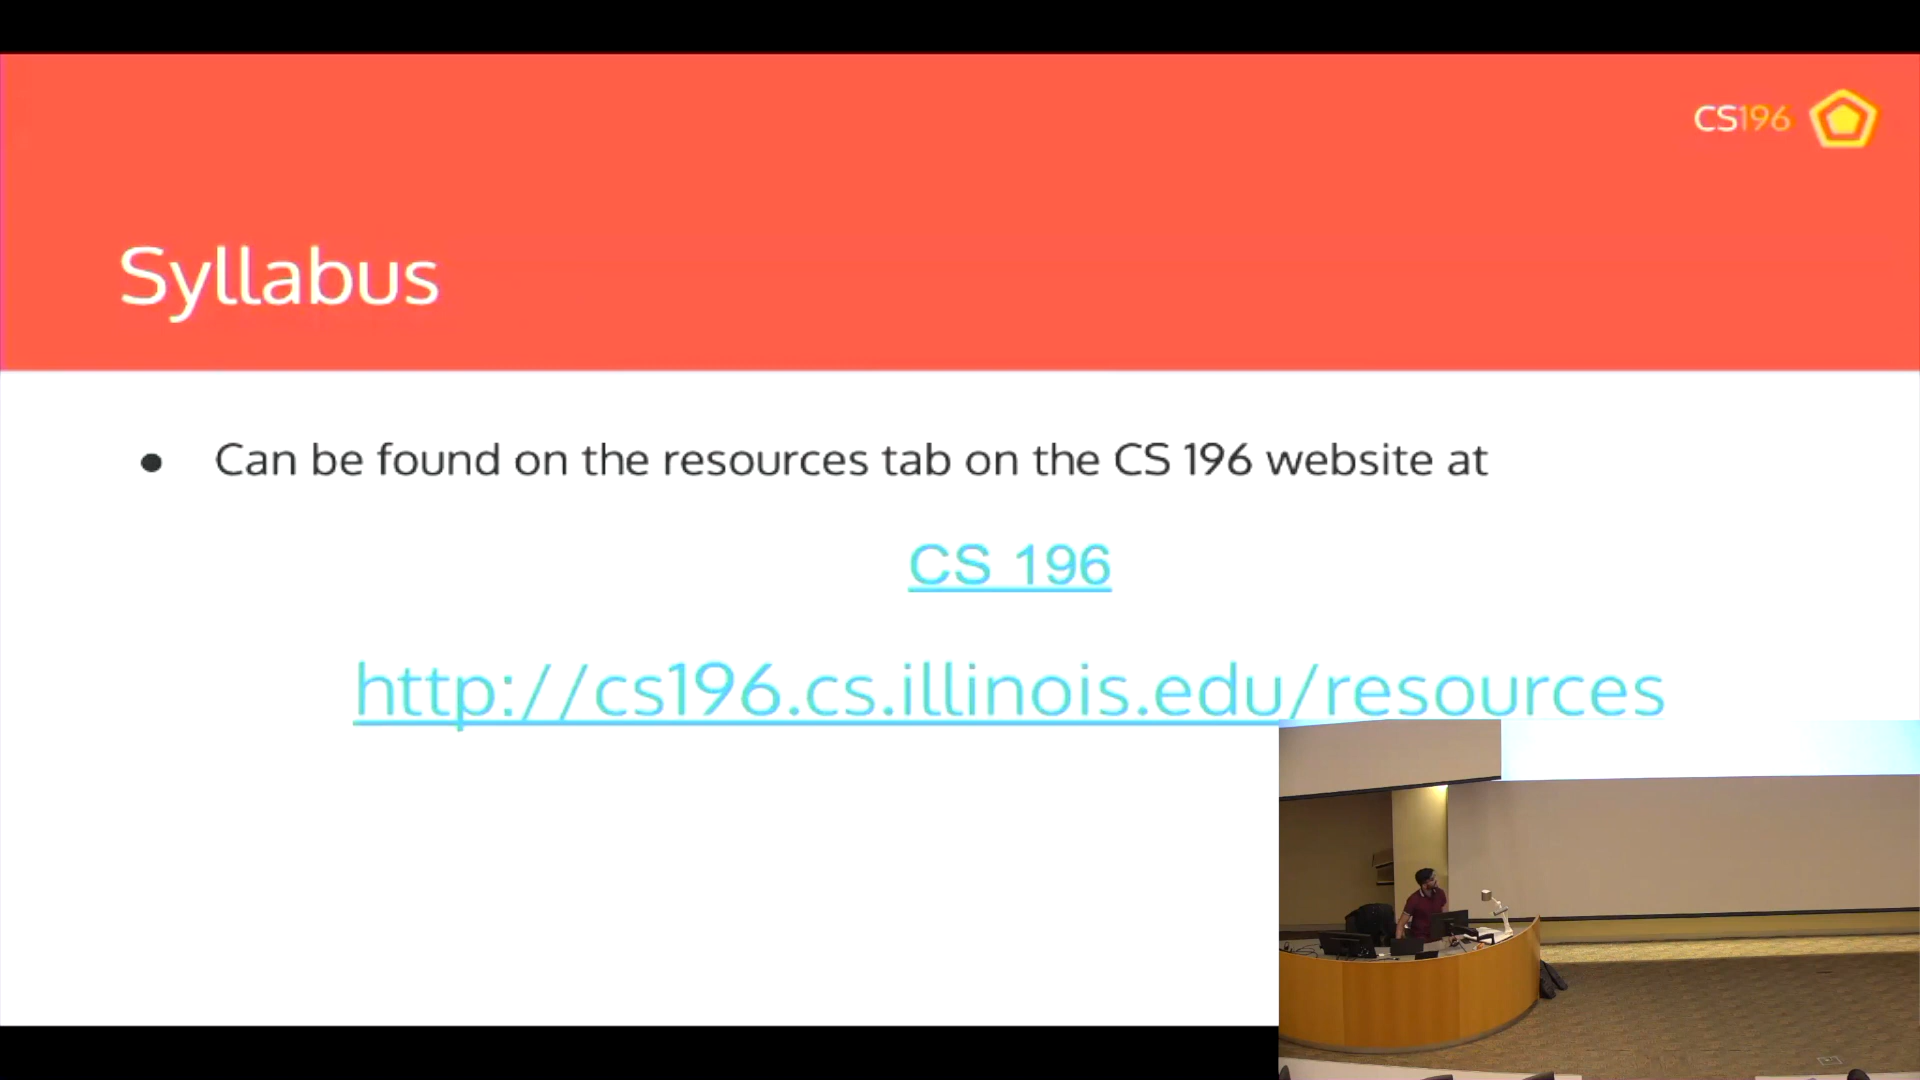 CS196
Syllabus
● Can be found on the resources tab on the CS 196 website at
CS 196
http://cs196.cs.illinois.edu/resources